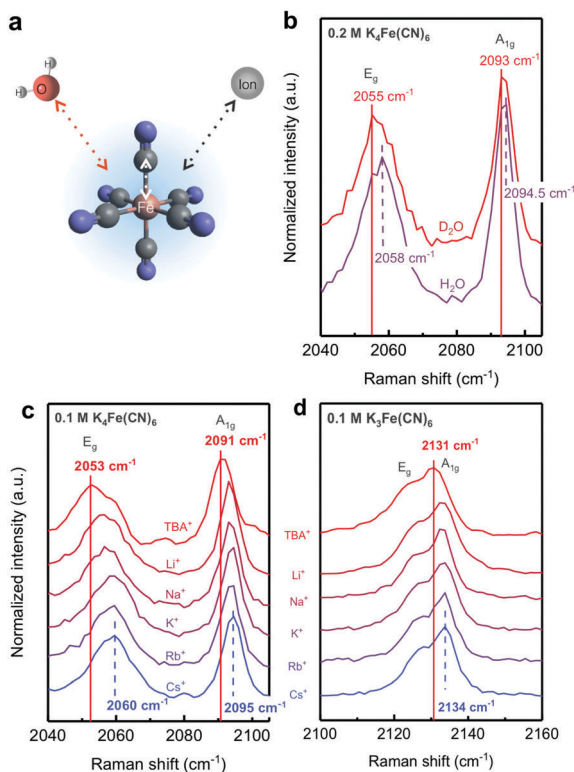 a
H
O
H
Ion
Fe
b
0.2 M K₄Fe(CN)₆
A₁g
Eg
2093 cm⁻¹
2055 cm⁻¹
2094.5 cm⁻¹
D₂O
2058 cm⁻¹
H₂O
Normalized intensity (a.u.)
2040 2060 2080 2100
Raman shift (cm⁻¹)
c
0.1 M K₄Fe(CN)₆
A₁g
Eg
2091 cm⁻¹
2053 cm⁻¹
TBA⁺
Li⁺
Na⁺
K⁺
Rb⁺
Cs⁺
2060 cm⁻¹
2095 cm⁻¹
Normalized intensity (a.u.)
2040 2060 2080 2100
Raman shift (cm⁻¹)
d
0.1 M K₃Fe(CN)₆
2131 cm⁻¹
Eg
A₁g
TBA⁺
Li⁺
Na⁺
K⁺
Rb⁺
Cs⁺
2134 cm⁻¹
2100 2120 2140 2160
Raman shift (cm⁻¹)